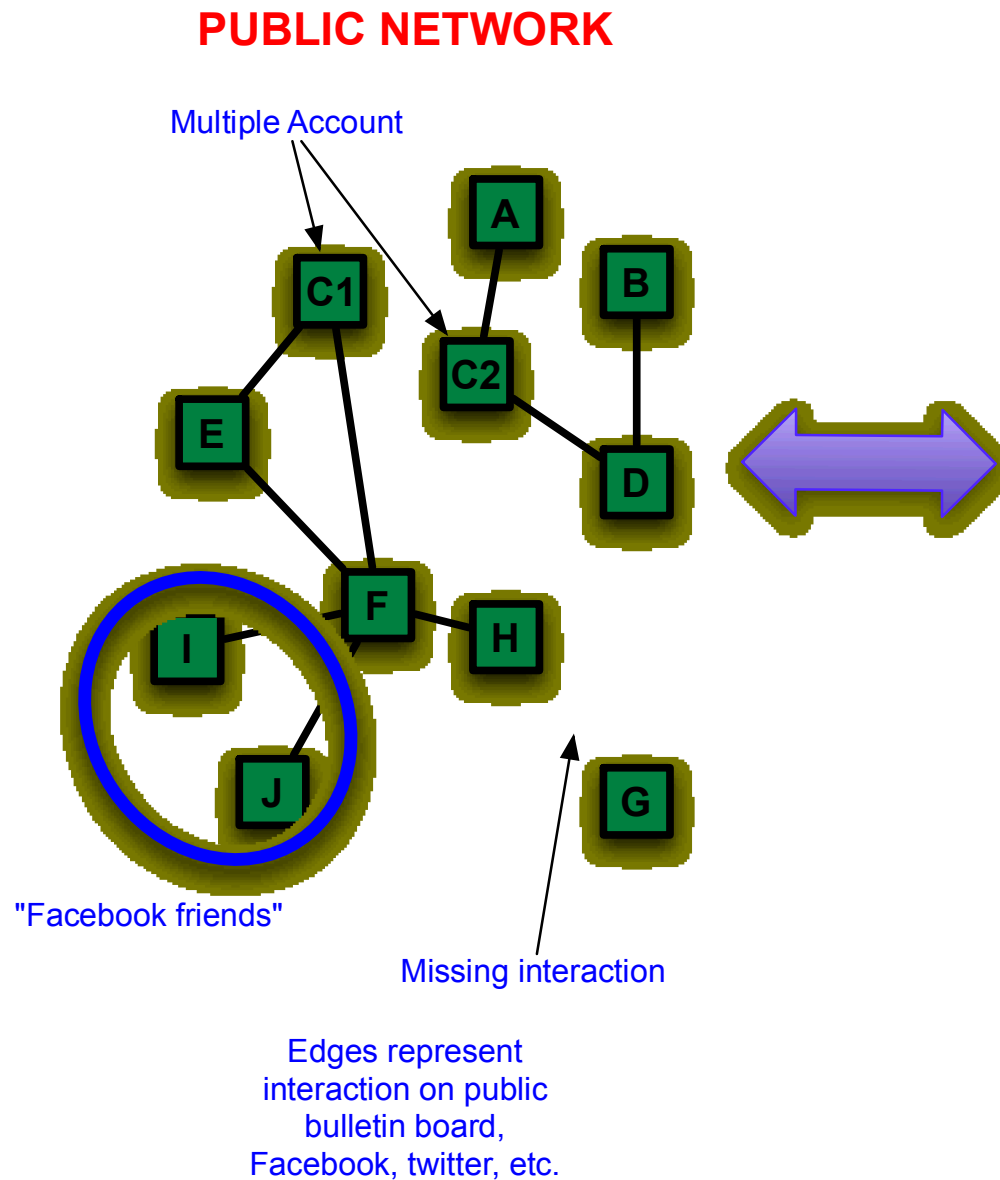 PUBLIC NETWORK
Multiple Account
A
B
C1
C2
E
D
F
I
H
J
G
"Facebook friends"
Missing interaction
Edges represent
interaction on public
bulletin board,
Facebook, twitter, etc.